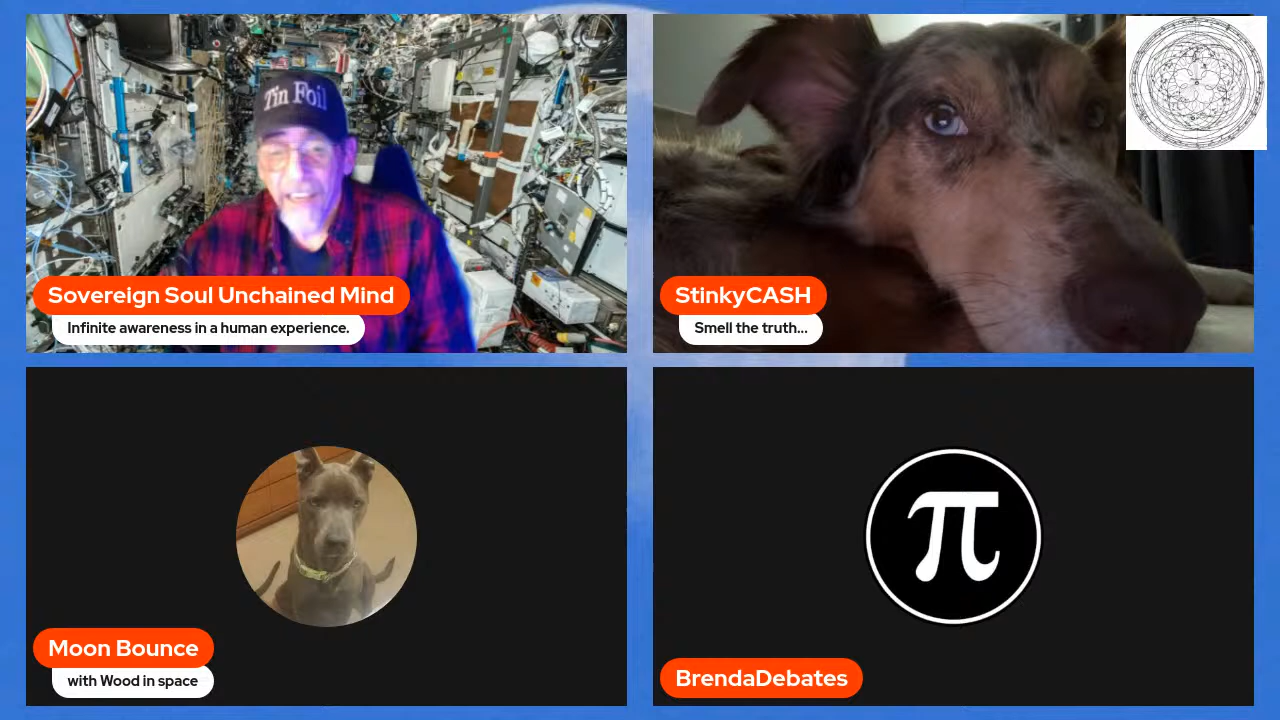 Tin Foil
Sovereign Soul Unchained Mind
Infinite awareness in a human experience.
StinkyCASH
Smell the truth...
Moon Bounce
with Wood in space
π
BrendaDebates